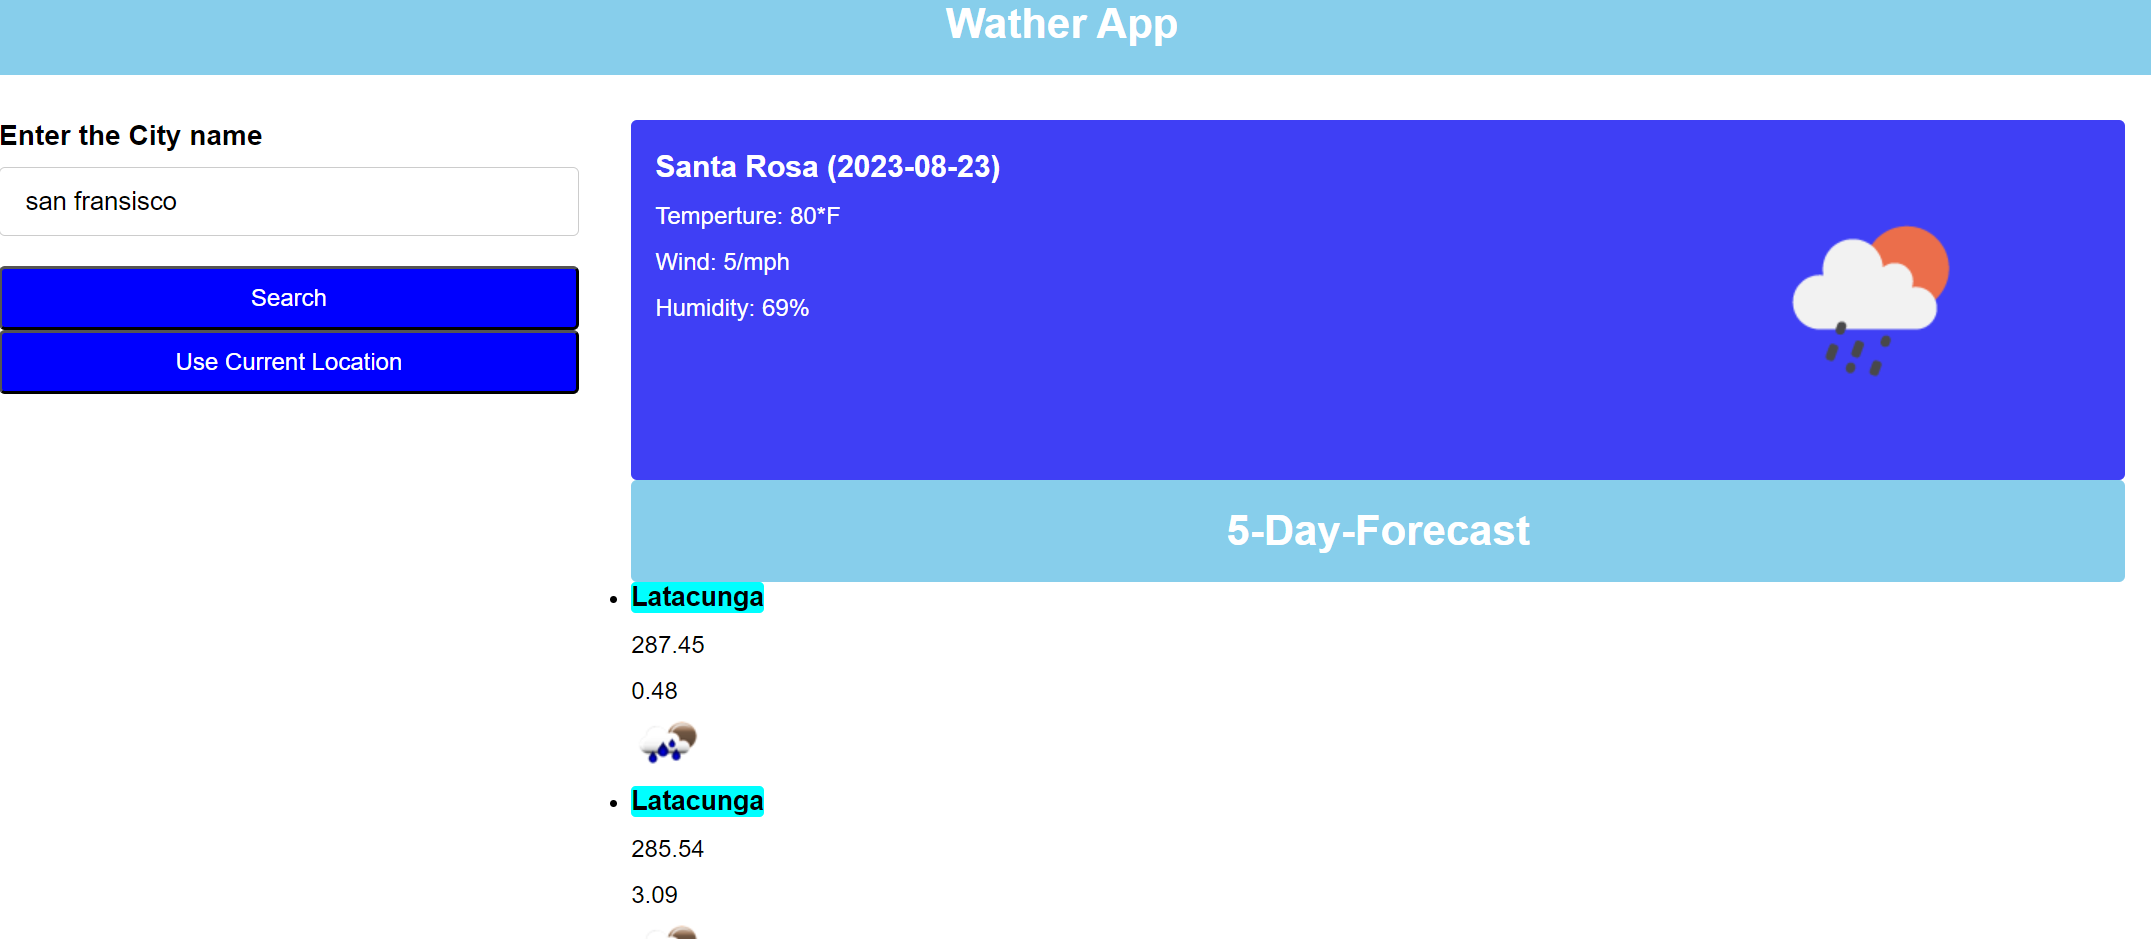 Wather App
Enter the City name
san fransisco
Search
Use Current Location
Santa Rosa (2023-08-23)
Temperture: 80*F
Wind: 5/mph
Humidity: 69%
5-Day-Forecast
Latacunga
287.45
0.48
Latacunga
285.54
3.09